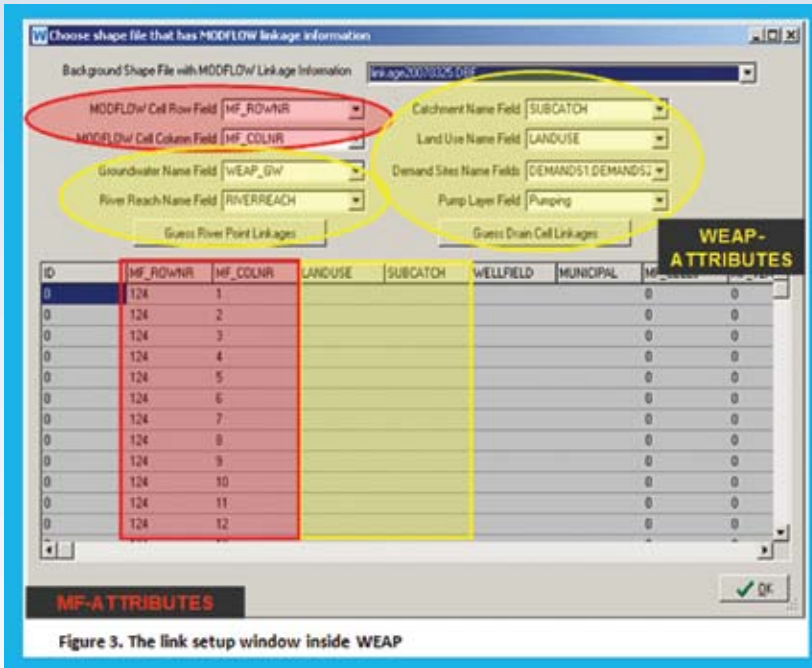 Choose shape file that has MODFLOW linkage information
Background Shape File with MODFLOW Linkage Information linkage20070325.DBF
MODFLOW Cell Row Field MF_ROWNR
MODFLOW Cell Column Field MF_COLNR
Groundwater Name Field WEAP_GW
River Reach Name Field RIVERREACH
Guess River Point Linkages
Catchment Name Field SUBCATCH
Land Use Name Field LANDUSE
Demand Sites Name Fields DEMANDS1;DEMANDS2
Pump Layer Field Pumping
Guess Drain Cell Linkages
WEAP-
ATTRIBUTES
ID MF_ROWNR MF_COLNR LANDUSE SUBCATCH WELLFIELD MUNICIPAL
0 124 1 0 0
0 124 2 0 0
0 124 3 0 0
0 124 4 0 0
0 124 5 0 0
0 124 6 0 0
0 124 7 0 0
0 124 8 0 0
0 124 9 0 0
0 124 10 0 0
0 124 11 0 0
0 124 12 0 0
OK
MF-ATTRIBUTES
Figure 3. The link setup window inside WEAP